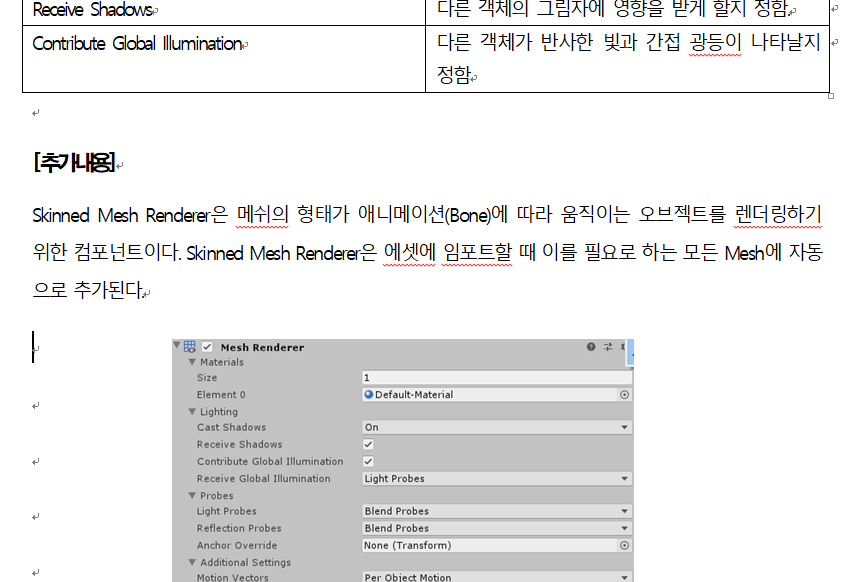 Receive Shadows 다른 객체의 그림자에 영향을 받게 할지 정함.
Contribute Global Illumination 다른 객체가 반사한 빛과 간접 광등이 나타날지
정함.
[추가내용]
Skinned Mesh Renderer은 메쉬의 형태가 애니메이션(Bone)에 따라 움직이는 오브젝트를 렌더링하기
위한 컴포넌트이다. Skinned Mesh Renderer은 에셋에 임포트할 때 이를 필요로 하는 모든 Mesh에 자동
으로 추가된다.
Mesh Renderer
Materials
Size 1
Element 0 Default-Material
Lighting
Cast Shadows On
Receive Shadows
Contribute Global Illumination
Receive Global Illumination Light Probes
Probes
Light Probes Blend Probes
Reflection Probes Blend Probes
Anchor Override None (Transform)
Additional Settings
Motion Vectors Per Object Motion